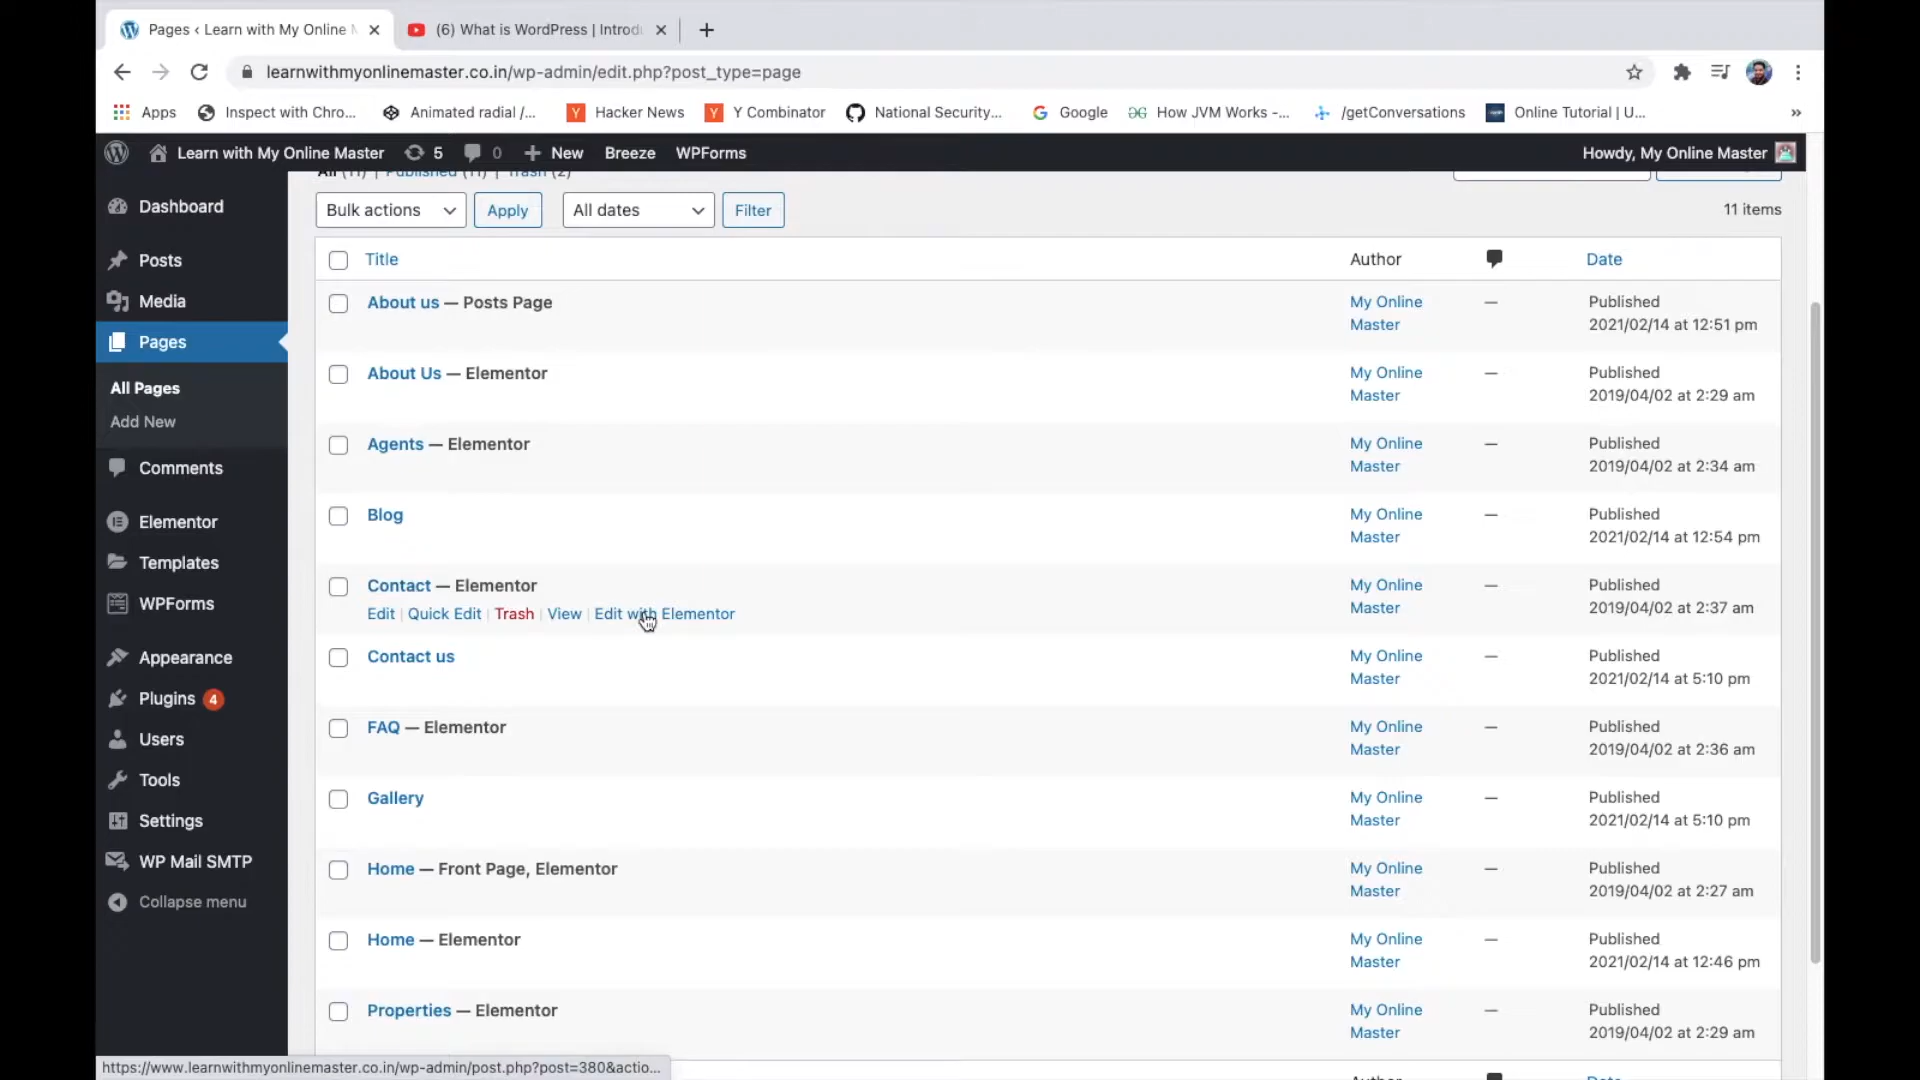 Pages ‹ Learn with My Online M
(6) What is WordPress | Introdu
learnwithmyonlinemaster.co.in/wp-admin/edit.php?post_type=page
Apps
Inspect with Chro...
Animated radial /...
Hacker News
Y Combinator
National Security...
Google
How JVM Works -...
/getConversations
Online Tutorial | U...
»
Learn with My Online Master
5
0
New
Breeze
WPForms
Howdy, My Online Master
All (11) | Published (11) | Trash (2)
Bulk actions
Apply
All dates
Filter
11 items
Dashboard
Posts
Media
Pages
All Pages
Add New
Comments
Elementor
Templates
WPForms
Appearance
Plugins 4
Users
Tools
Settings
WP Mail SMTP
Collapse menu
Title
Author
Date
About us — Posts Page
My Online
Master
—
Published
2021/02/14 at 12:51 pm
About Us — Elementor
My Online
Master
—
Published
2019/04/02 at 2:29 am
Agents — Elementor
My Online
Master
—
Published
2019/04/02 at 2:34 am
Blog
My Online
Master
—
Published
2021/02/14 at 12:54 pm
Contact — Elementor
Edit | Quick Edit | Trash | View | Edit with Elementor
My Online
Master
—
Published
2019/04/02 at 2:37 am
Contact us
My Online
Master
—
Published
2021/02/14 at 5:10 pm
FAQ — Elementor
My Online
Master
—
Published
2019/04/02 at 2:36 am
Gallery
My Online
Master
—
Published
2021/02/14 at 5:10 pm
Home — Front Page, Elementor
My Online
Master
—
Published
2019/04/02 at 2:27 am
Home — Elementor
My Online
Master
—
Published
2021/02/14 at 12:46 pm
Properties — Elementor
My Online
Master
—
Published
2019/04/02 at 2:29 am
Author
Date
https://www.learnwithmyonlinemaster.co.in/wp-admin/post.php?post=380&actio...